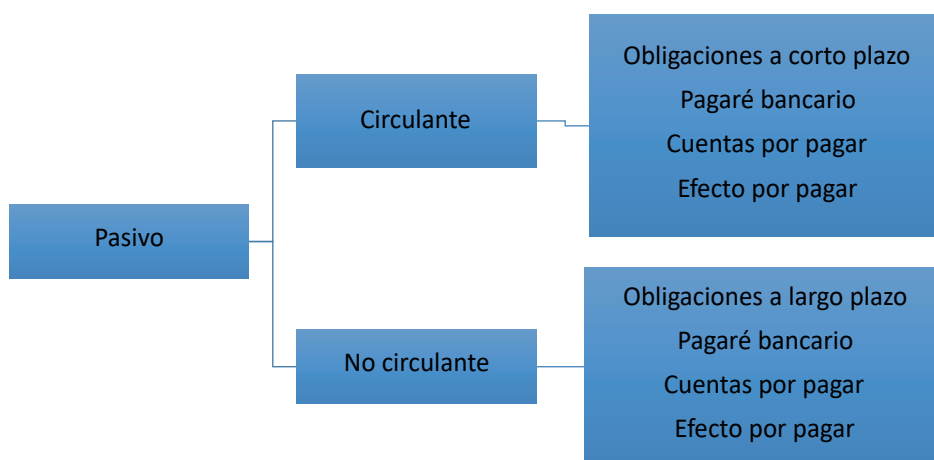 Pasivo
Circulante
Obligaciones a corto plazo
Pagaré bancario
Cuentas por pagar
Efecto por pagar
No circulante
Obligaciones a largo plazo
Pagaré bancario
Cuentas por pagar
Efecto por pagar